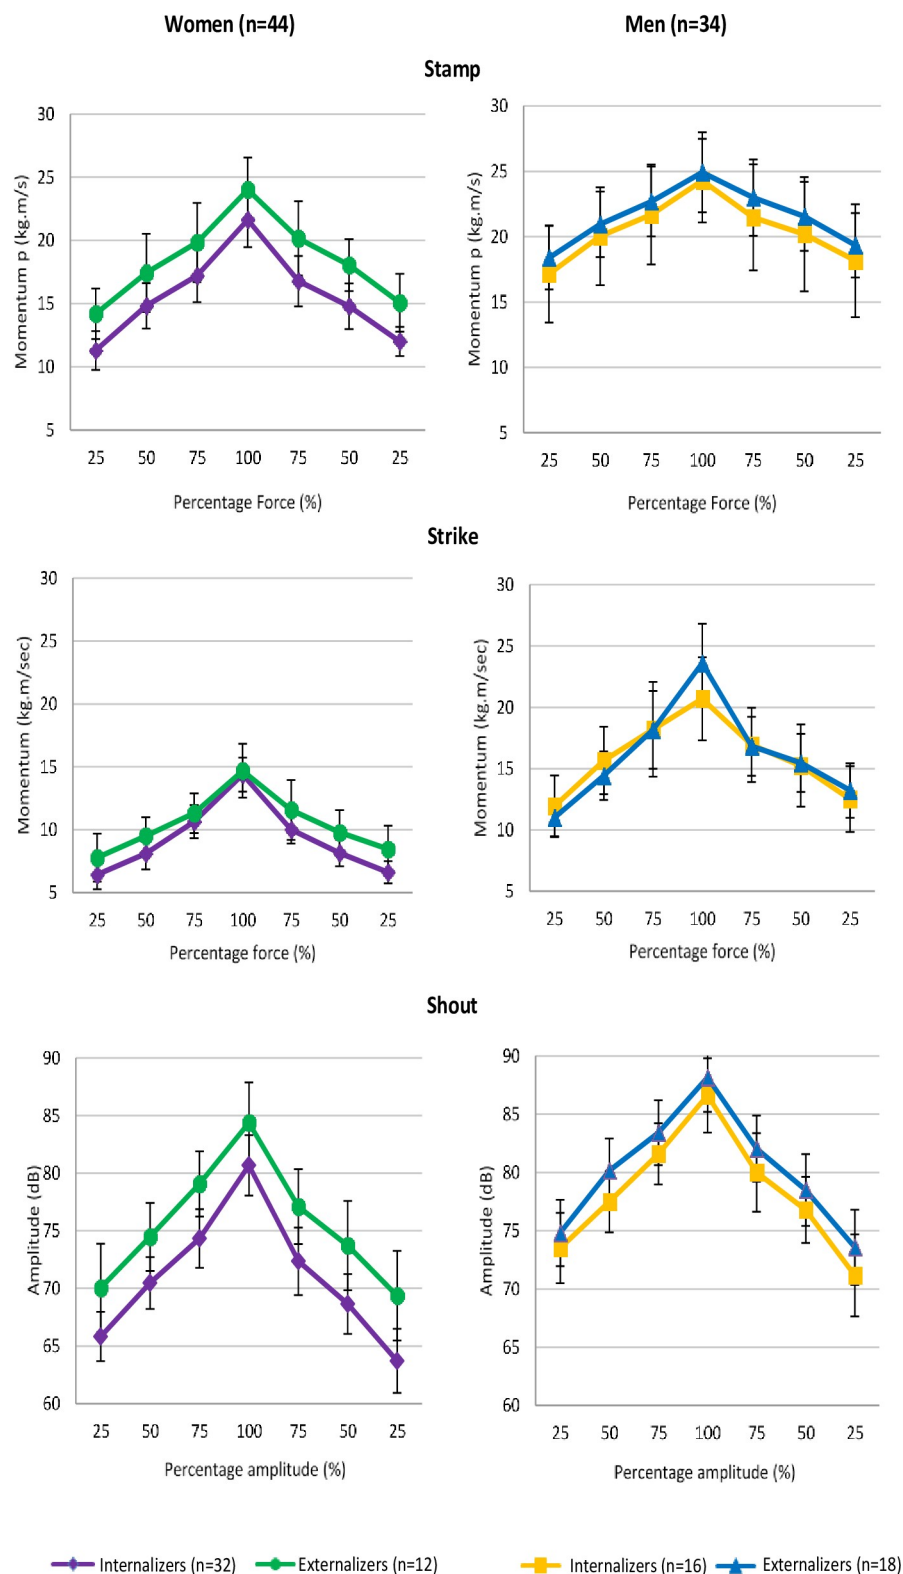 Women (n=44)
Men (n=34)
Stamp
30
25
20
15
10
5
Momentum p (kg.m/s)
25 50 75 100 75 50 25
Percentage Force (%)
30
25
20
15
10
5
Momentum p (kg.m/s)
25 50 75 100 75 50 25
Percentage Force (%)
Strike
30
25
20
15
10
5
Momentum (kg.m/sec)
25 50 75 100 75 50 25
Percentage force (%)
30
25
20
15
10
5
Momentum (kg.m/sec)
25 50 75 100 75 50 25
Percentage force (%)
Shout
90
85
80
75
70
65
60
Amplitude (dB)
25 50 75 100 75 50 25
Percentage amplitude (%)
90
85
80
75
70
65
60
Amplitude (dB)
25 50 75 100 75 50 25
Percentage amplitude (%)
Internalizers (n=32) Externalizers (n=12)
Internalizers (n=16) Externalizers (n=18)